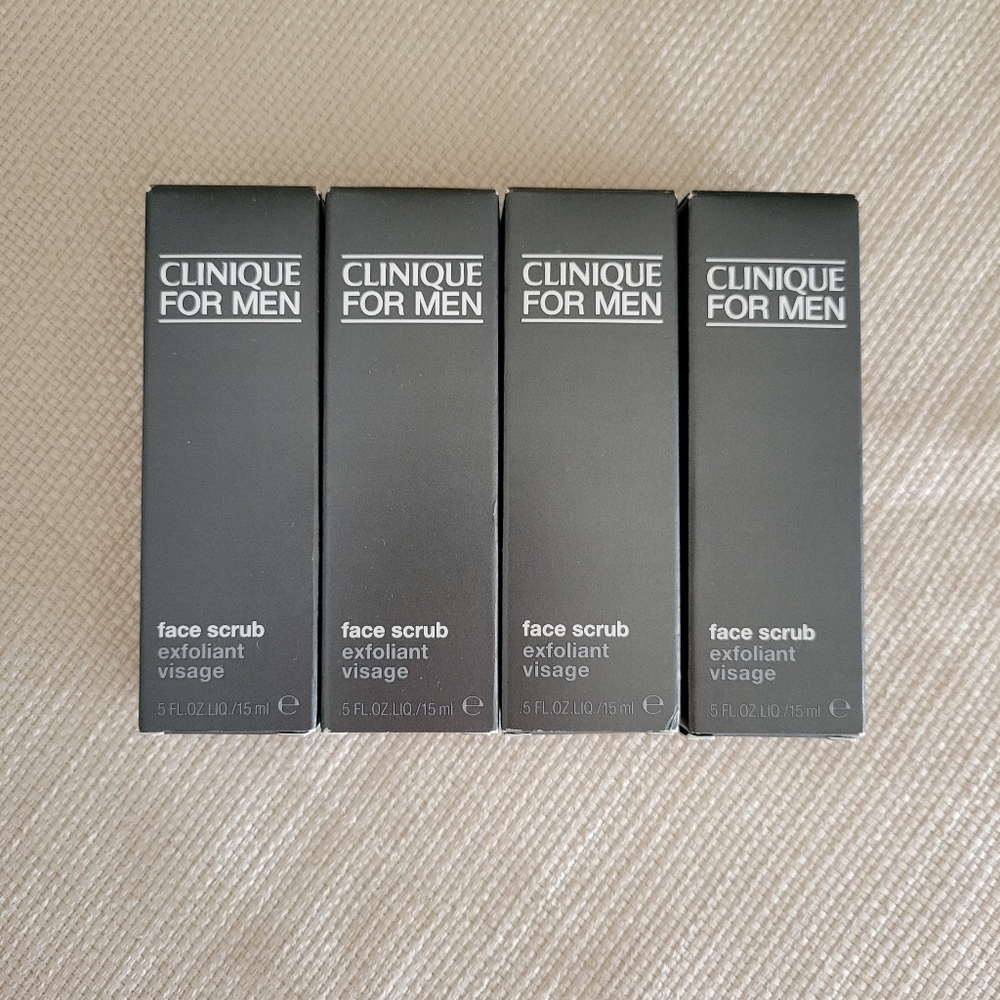 CLINIQUE
FOR MEN
face scrub
exfoliant
visage
.5 FL.OZ.LIQ./15 ml ℮
CLINIQUE
FOR MEN
face scrub
exfoliant
visage
.5 FL.OZ.LIQ./15 ml ℮
CLINIQUE
FOR MEN
face scrub
exfoliant
visage
.5 FL.OZ.LIQ./15 ml ℮
CLINIQUE
FOR MEN
face scrub
exfoliant
visage
.5 FL.OZ.LIQ./15 ml ℮